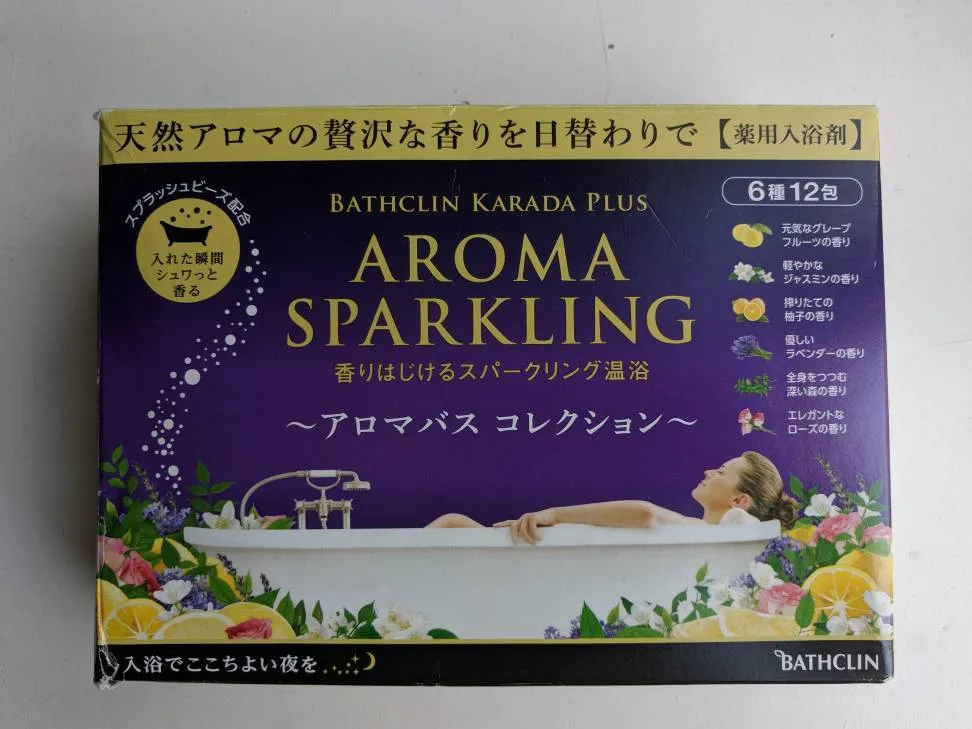 天然アロマの贅沢な香りを日替わりで【薬用入浴剤】
スプラッシュビーズ配合
入れた瞬間
シュワっと
香る
BATHCLIN KARADA PLUS
AROMA
SPARKLING
香りはじけるスパークリング温浴
～アロマバス コレクション～
6種12包
元気なグレープ
フルーツの香り
軽やかな
ジャスミンの香り
搾りたての
柚子の香り
優しい
ラベンダーの香り
全身をつつむ
深い森の香り
エレガントな
ローズの香り
入浴でここちよい夜を
BATHCLIN